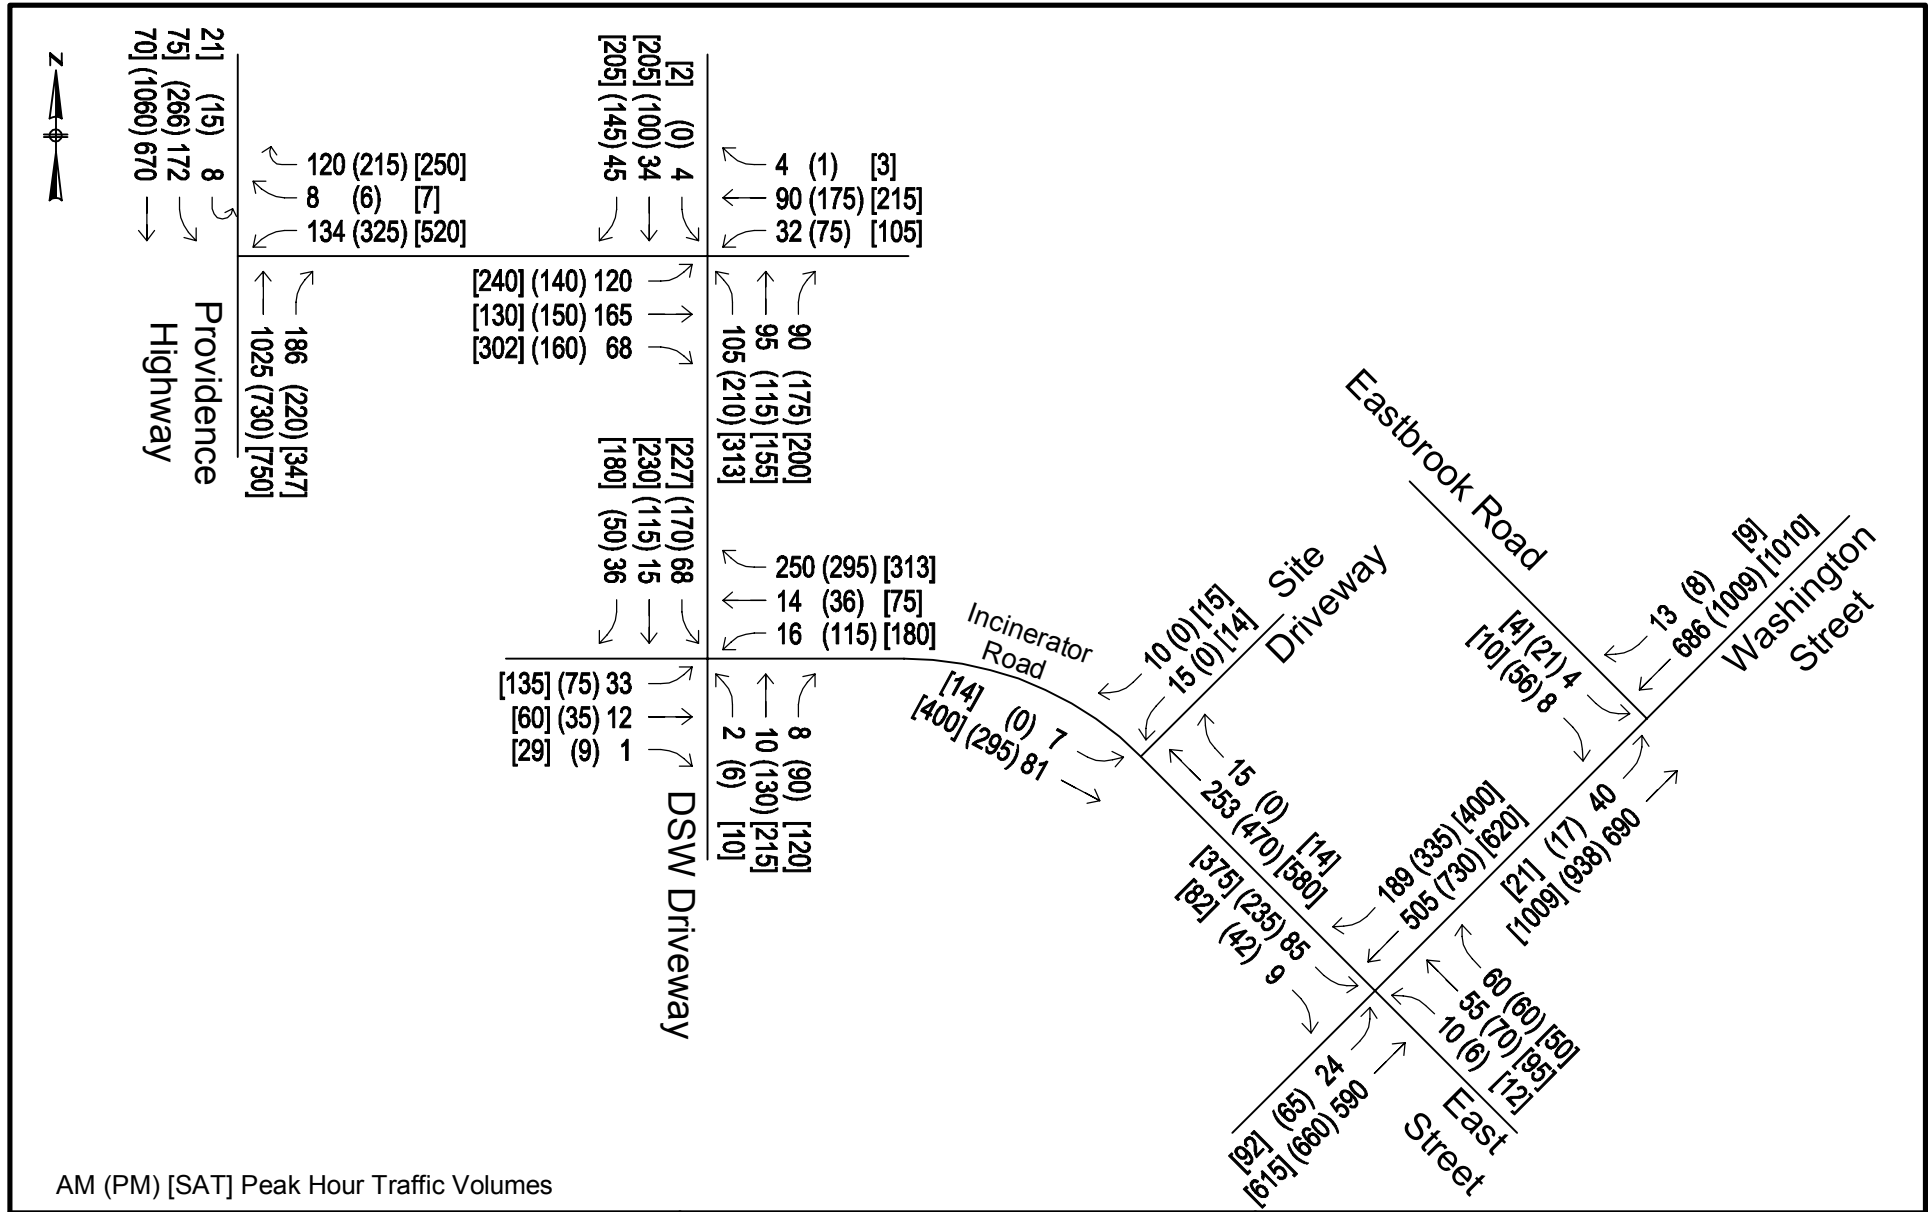 z
21] (15) 8
75] (266) 172
70] (1060) 670
120 (215) [250]
8 (6) [7]
134 (325) [520]
186 (220) [347]
1025 (730) [750]
Providence
Highway
[2] (0) 4
[205] (100) 34
[205] (145) 45
4 (1) [3]
90 (175) [215]
32 (75) [105]
[240] (140) 120
[130] (150) 165
[302] (160) 68
90 (175) [200]
95 (115) [155]
105 (210) [313]
[227] (170) 68
[230] (115) 15
[180] (50) 36
250 (295) [313]
14 (36) [75]
16 (115) [180]
[135] (75) 33
[60] (35) 12
[29] (9) 1
8 (90) [120]
10 (130) [215]
2 (6) [10]
DSW Driveway
Incinerator
Road
Site
Driveway
10 (0) [15]
15 (0) [14]
[14] (0) 7
[400] (295) 81
15 (0) [14]
253 (470) [580]
Eastbrook Road
[9]
13 (8)
686 (1009) [1010]
Washington
Street
[4] (21) 4
[10] (56) 8
[21] (17) 40
[1009] (938) 690
189 (335) [400]
505 (730) [620]
[375] (235) 85
[82] (42) 9
60 (60) [50]
55 (70) [95]
10 (6) [12]
[92] (65) 24
[615] (660) 590
East
Street
AM (PM) [SAT] Peak Hour Traffic Volumes